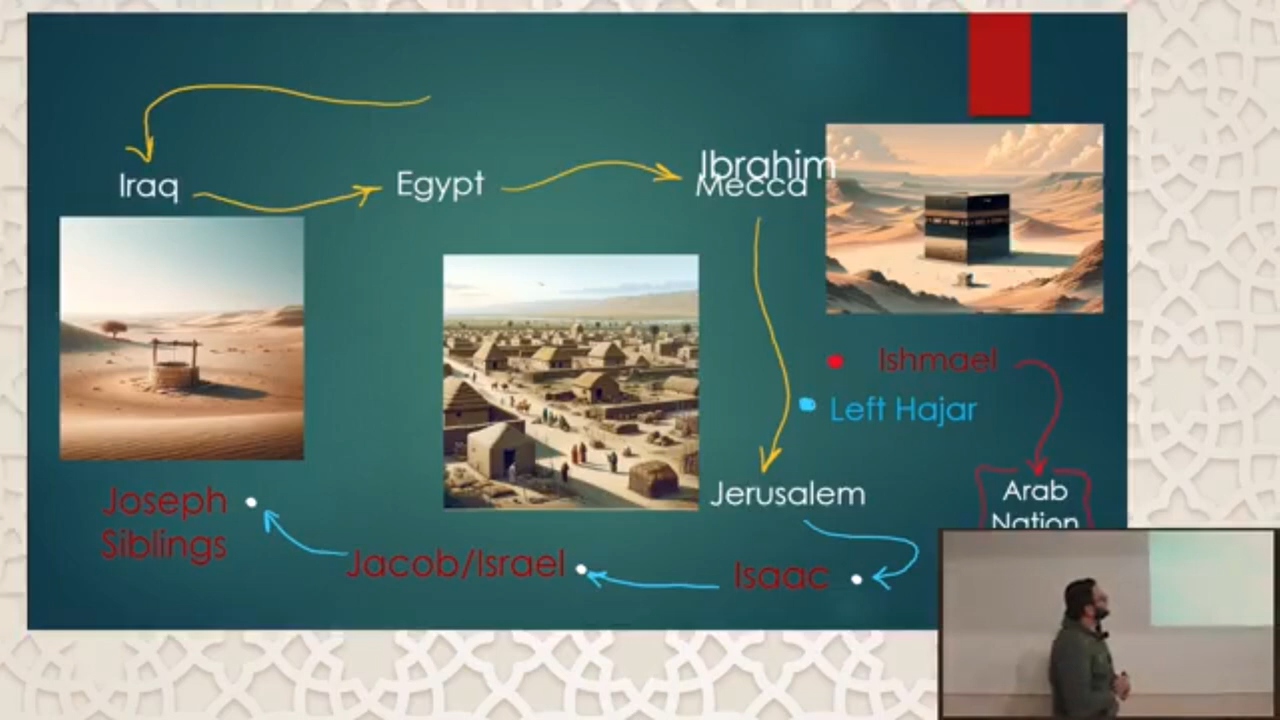 Ibrahim
Iraq
Egypt
Mecca
Ishmael
Left Hajar
Jerusalem
Arab
Nation
Joseph
Siblings
Jacob/Israel
Isaac